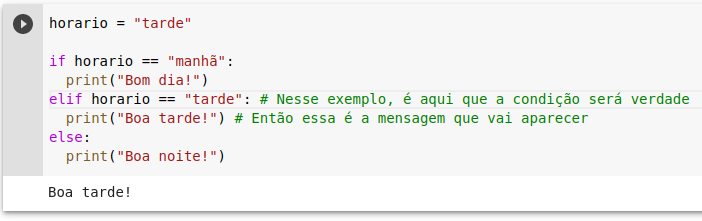 horario = "tarde"
if horario == "manhã":
print("Bom dia!")
elif horario == "tarde": # Nesse exemplo, é aqui que a condição será verdade
print("Boa tarde!") # Então essa é a mensagem que vai aparecer
else:
print("Boa noite!")
Boa tarde!